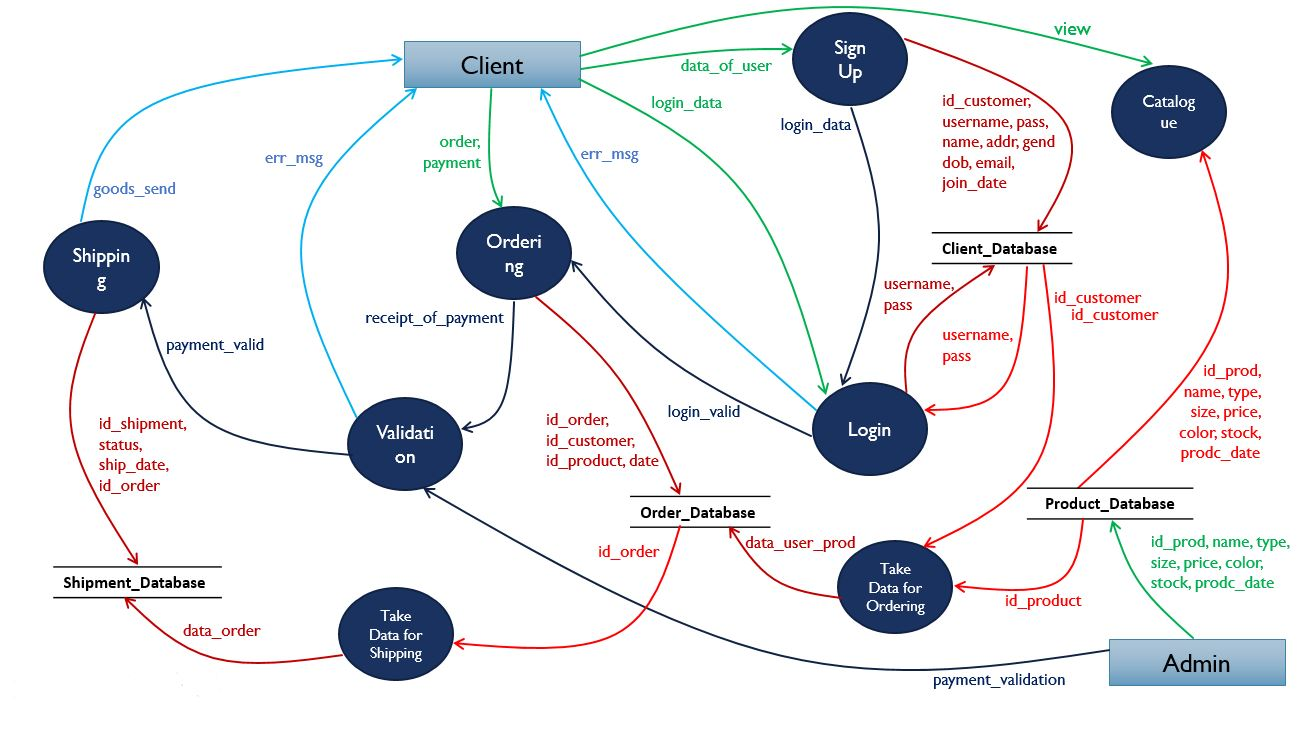 view
Sign
Up
Client
data_of_user
login_data
Catalog
ue
id_customer,
username, pass,
name, addr, gend
dob, email,
join_date
login_data
order,
payment
err_msg
err_msg
goods_send
Shippin
g
Orderi
ng
Client_Database
username,
pass
id_customer
id_customer
receipt_of_payment
payment_valid
username,
pass
id_prod,
name, type,
size, price,
color, stock,
prodc_date
login_valid
id_order,
id_customer,
id_product, date
Validati
on
Login
id_shipment,
status,
ship_date,
id_order
Order_Database
Product_Database
id_order
data_user_prod
id_prod, name, type,
size, price, color,
stock, prodc_date
Take
Data for
Ordering
id_product
Shipment_Database
Take
Data for
Shipping
data_order
Admin
payment_validation